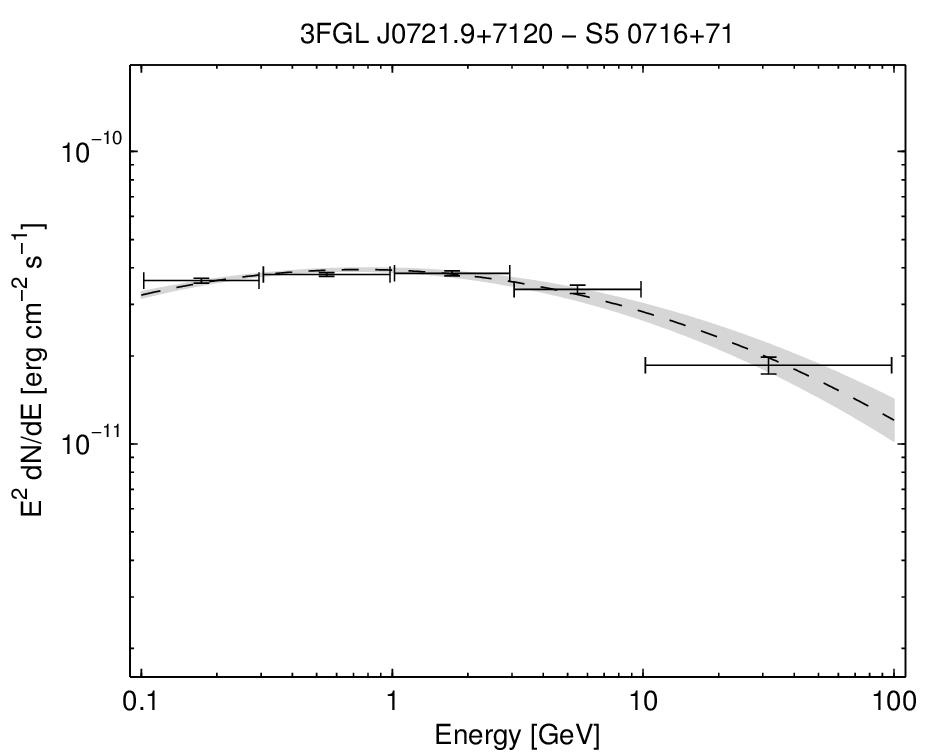 3FGL J0721.9+7120 − S5 0716+71
E² dN/dE [erg cm⁻² s⁻¹]
10⁻¹⁰
10⁻¹¹
0.1 1 10 100
Energy [GeV]